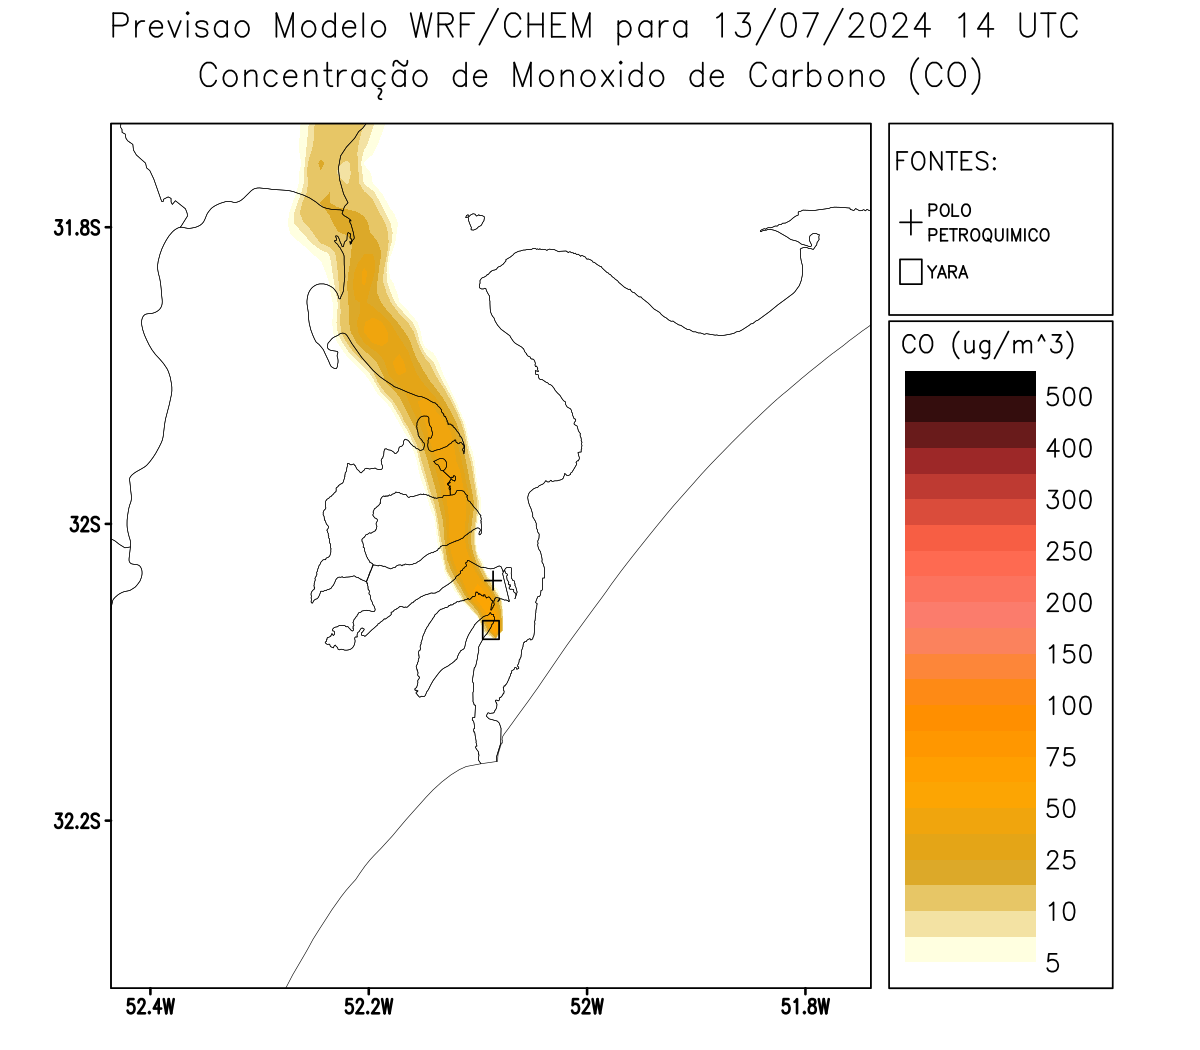 Previsao Modelo WRF/CHEM para 13/07/2024 14 UTC
Concentração de Monoxido de Carbono (CO)
FONTES:
POLO
PETROQUIMICO
YARA
CO (ug/m^3)
500
400
300
250
200
150
100
75
50
25
10
5
31.8S
32S
32.2S
52.4W
52.2W
52W
51.8W